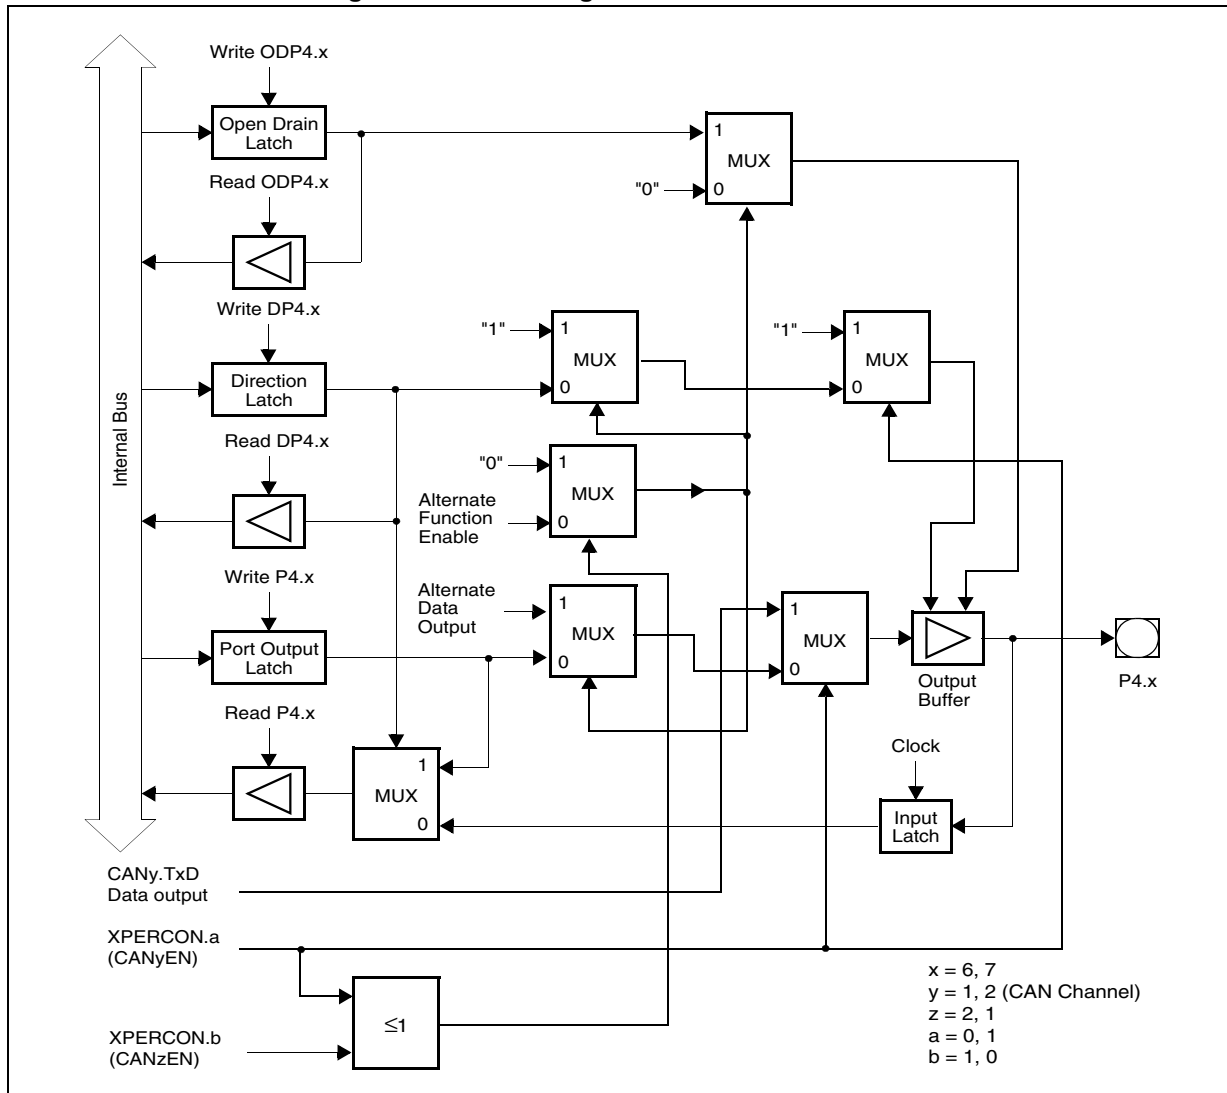 Write ODP4.x
Open Drain
Latch
1
MUX
"0"
0
Read ODP4.x
Write DP4.x
"1"
1
MUX
0
"1"
1
MUX
0
Direction
Latch
Internal Bus
Read DP4.x
"0"
1
MUX
0
Alternate
Function
Enable
Write P4.x
Alternate
Data
Output
1
MUX
0
1
MUX
0
Port Output
Latch
Output
Buffer
P4.x
Read P4.x
Clock
1
MUX
0
Input
Latch
CANy.TxD
Data output
XPERCON.a
(CANyEN)
≤1
XPERCON.b
(CANzEN)
x = 6, 7
y = 1, 2 (CAN Channel)
z = 2, 1
a = 0, 1
b = 1, 0